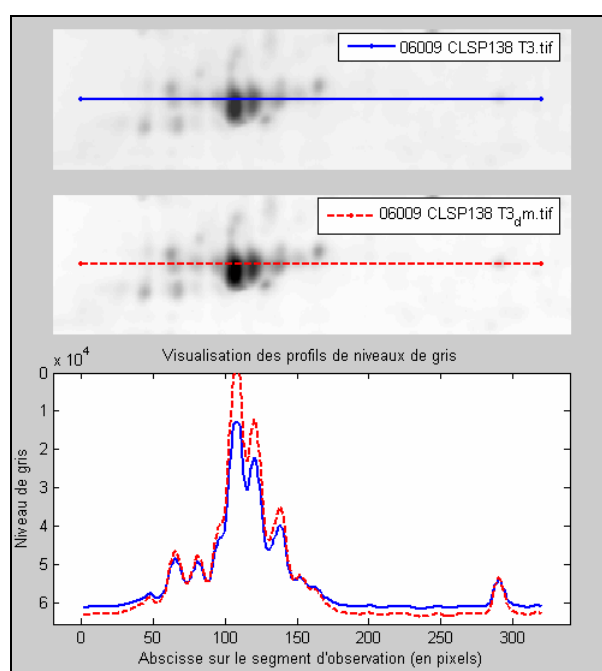 06009 CLSP138 T3.tif
06009 CLSP138 T3dm.tif
Visualisation des profils de niveaux de gris
x 10^4
0
1
2
3
4
5
6
Niveau de gris
0 50 100 150 200 250 300
Abscisse sur le segment d'observation (en pixels)